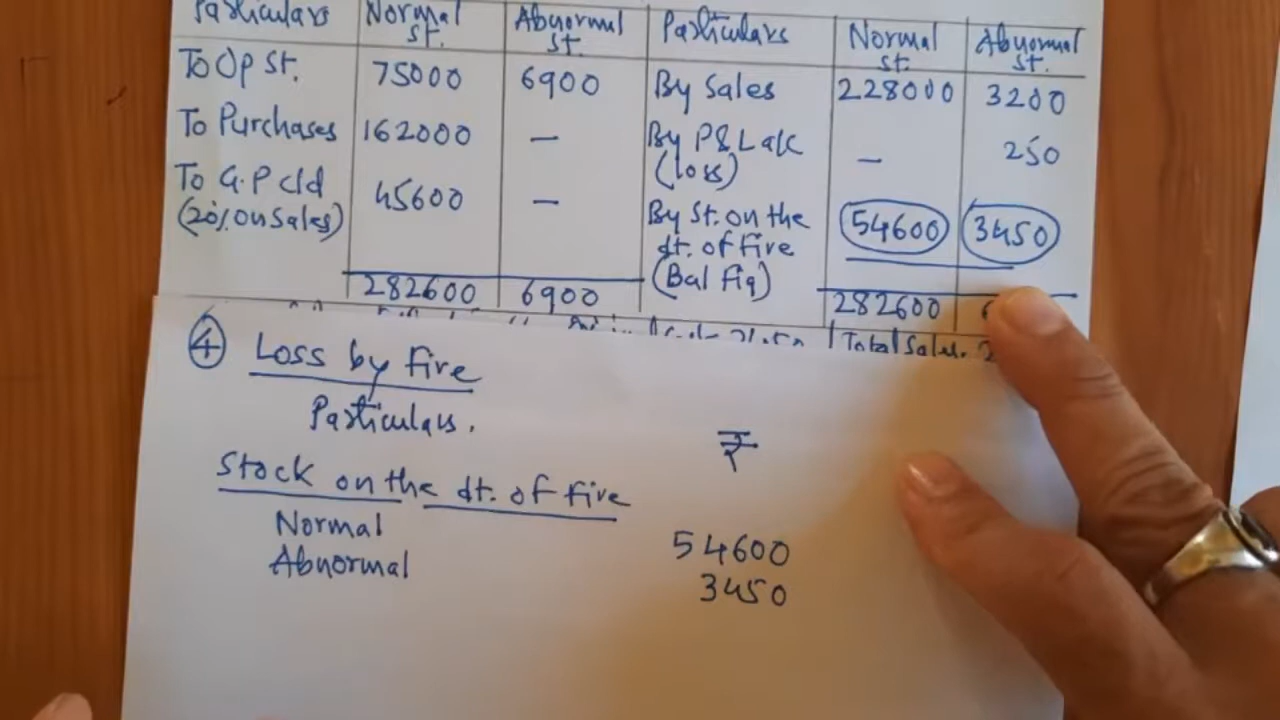 Particulars Normal st. Abnormal st. Particulars Normal st. Abnormal st.
To Op St. 75000 6900 By Sales 228000 3200
To Purchases 162000 — By P&L a/c (loss) — 250
To G.P c/d (20% on Sales) 45600 — By St. on the dt. of Fire (Bal Fig) 54600 3450
282600 6900 282600
Total Sales.
④ Loss by fire
Particulars.
₹
Stock on the dt. of fire
Normal 54600
Abnormal 3450